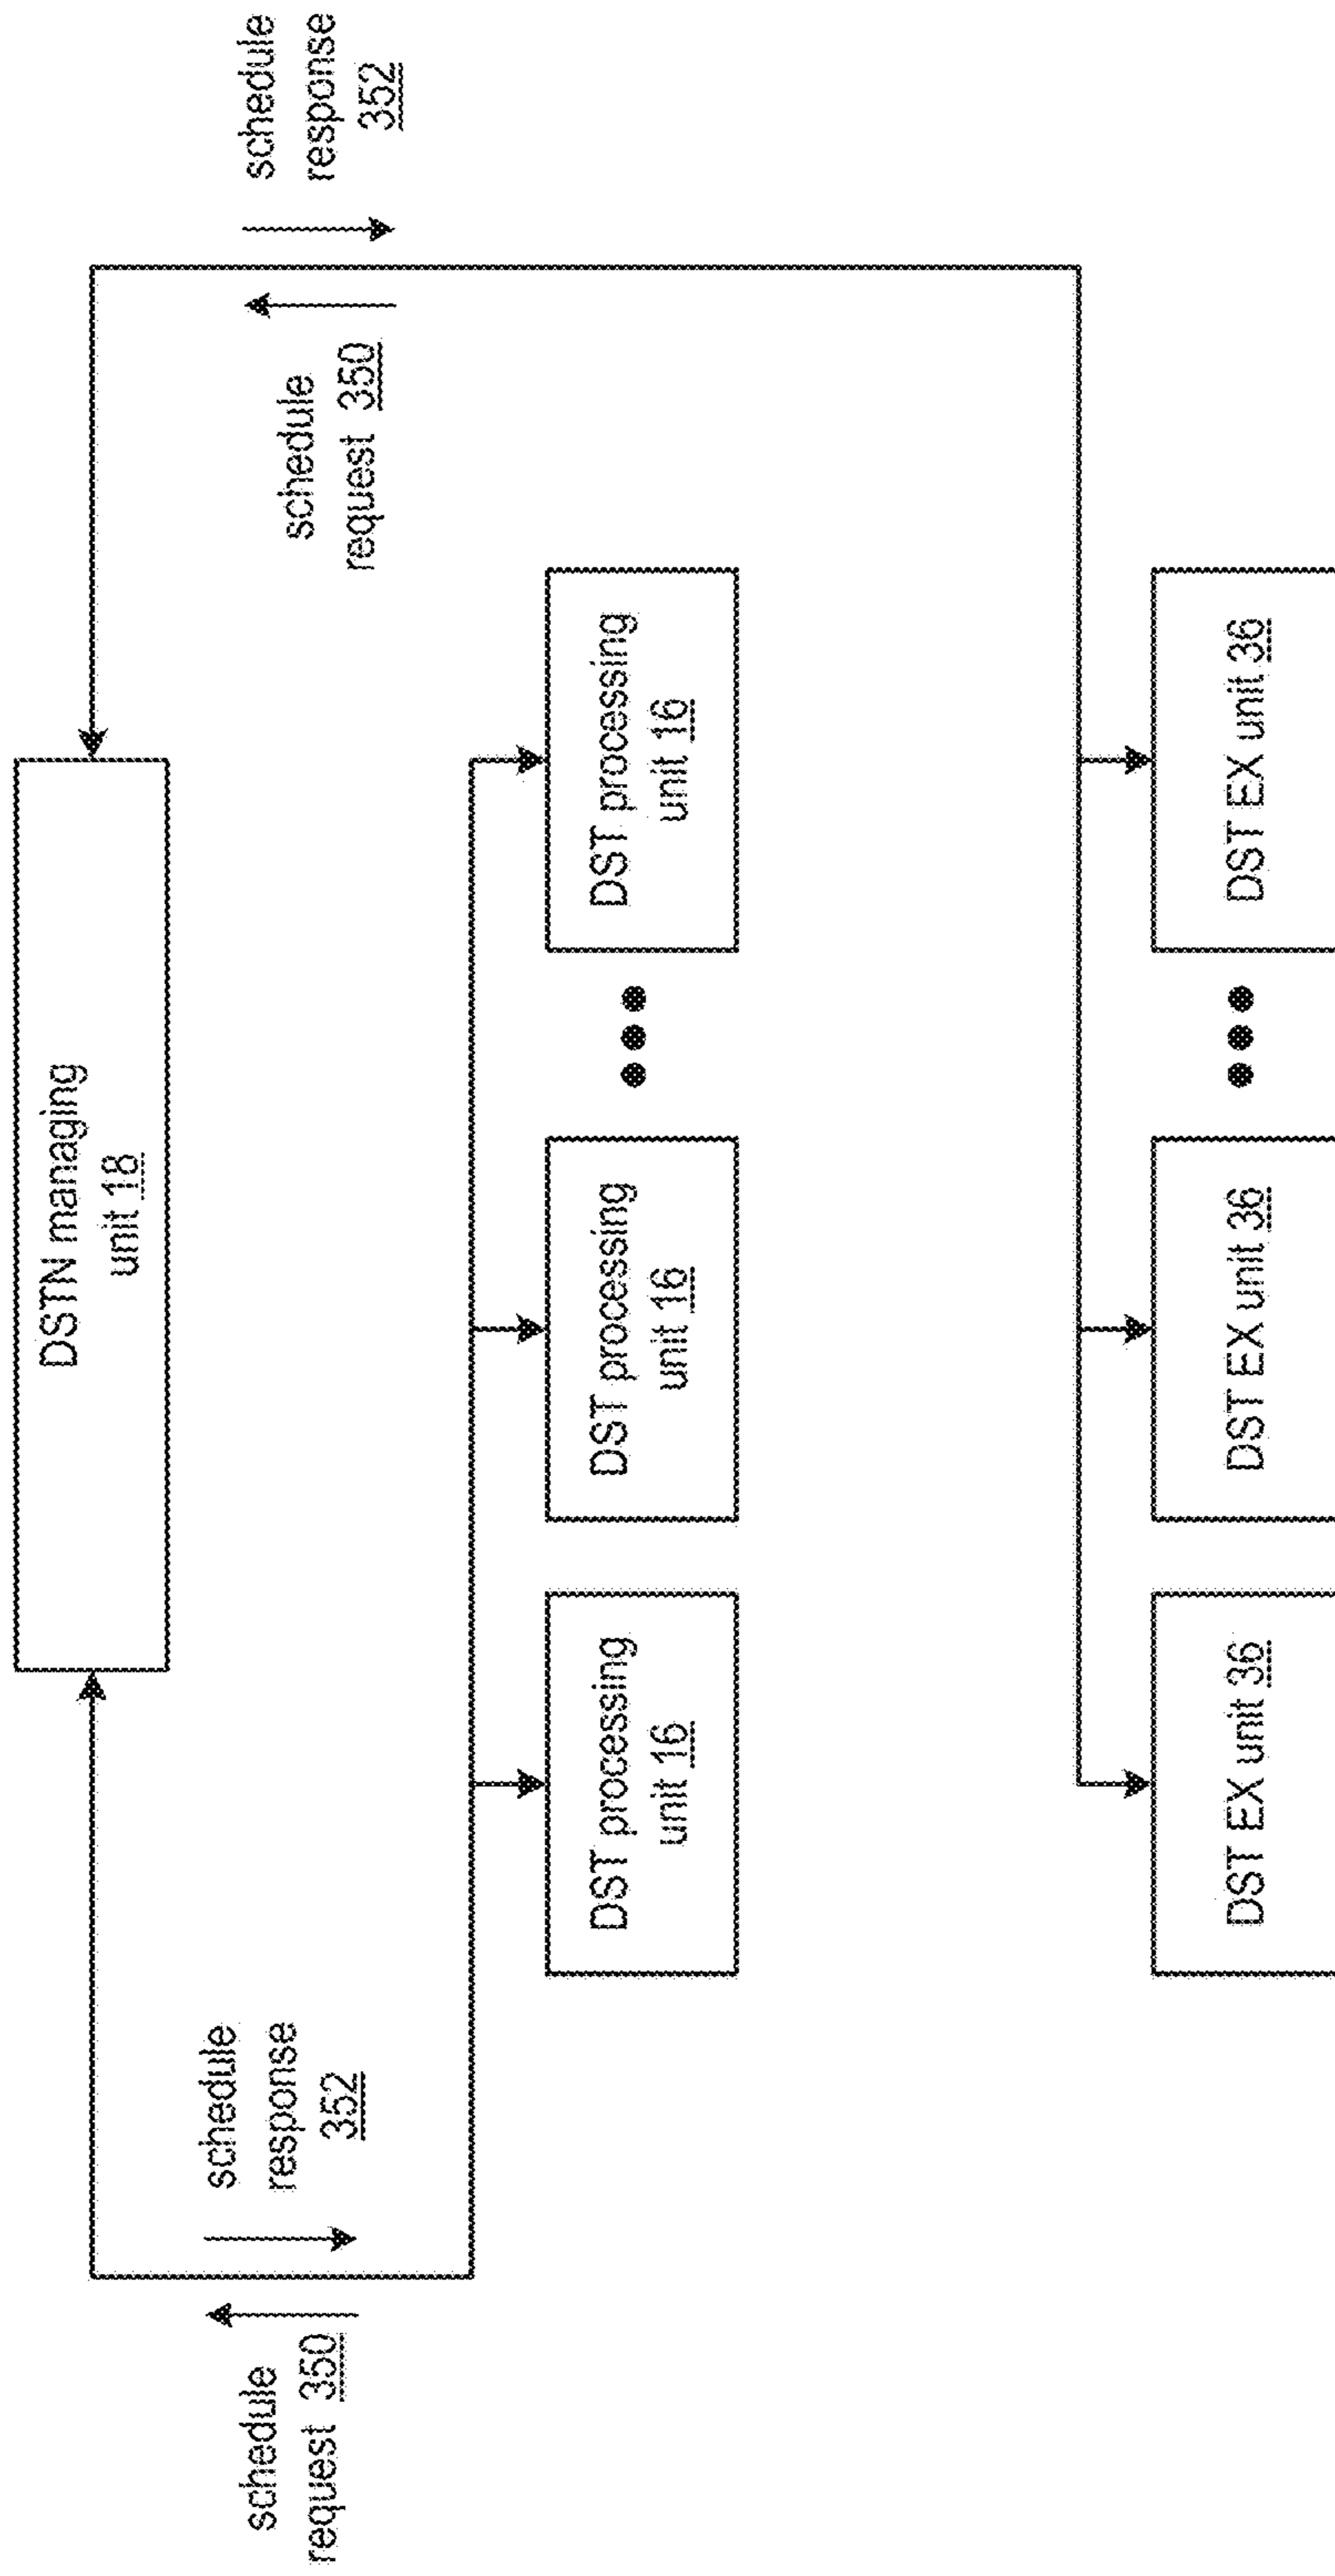 DSTN managing
unit 18
schedule
request 350
schedule
response
352
schedule
request 350
schedule
response
352
DST processing
unit 16
DST processing
unit 16
DST processing
unit 16
DST EX unit 36
DST EX unit 36
DST EX unit 36